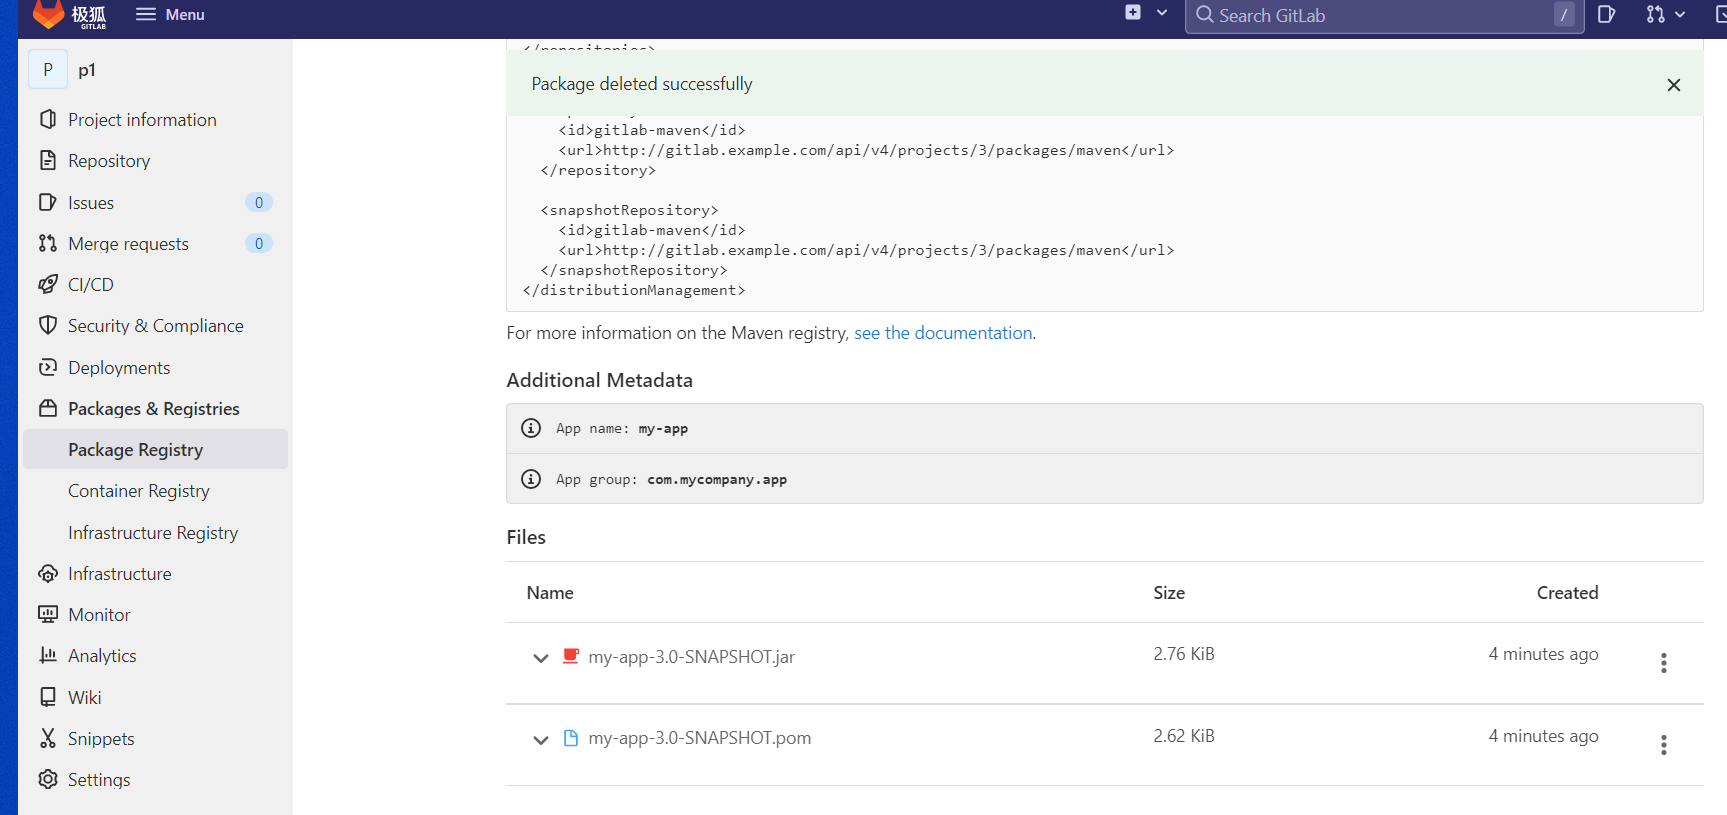 极狐
GITLAB
Menu
Search GitLab
/
P
p1
Project information
Repository
Issues
0
Merge requests
0
CI/CD
Security & Compliance
Deployments
Packages & Registries
Package Registry
Container Registry
Infrastructure Registry
Infrastructure
Monitor
Analytics
Wiki
Snippets
Settings
</repositories>
Package deleted successfully
<id>gitlab-maven</id>
<url>http://gitlab.example.com/api/v4/projects/3/packages/maven</url>
</repository>
<snapshotRepository>
<id>gitlab-maven</id>
<url>http://gitlab.example.com/api/v4/projects/3/packages/maven</url>
</snapshotRepository>
</distributionManagement>
For more information on the Maven registry, see the documentation.
Additional Metadata
App name: my-app
App group: com.mycompany.app
Files
Name Size Created
my-app-3.0-SNAPSHOT.jar 2.76 KiB 4 minutes ago
my-app-3.0-SNAPSHOT.pom 2.62 KiB 4 minutes ago